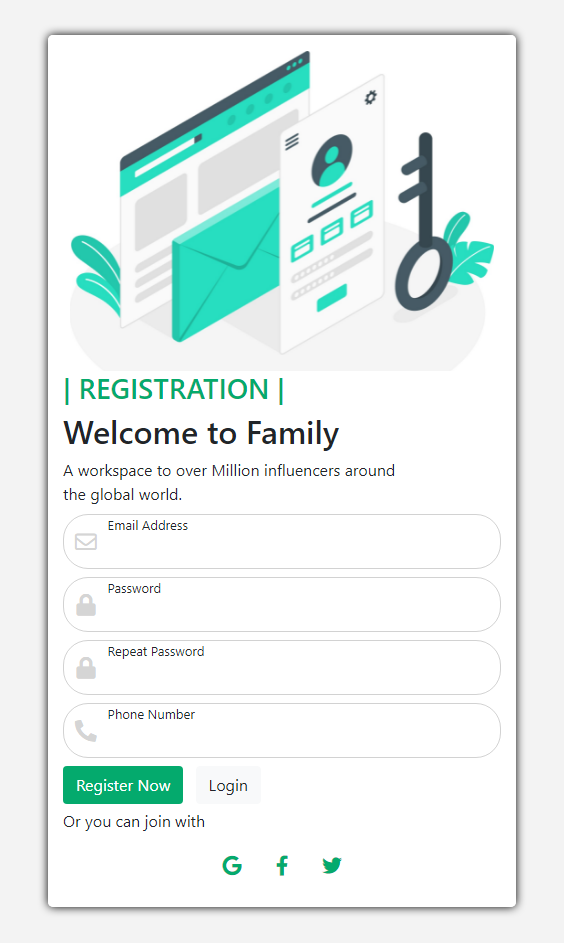 | REGISTRATION |
Welcome to Family
A workspace to over Million influencers around
the global world.
Email Address
Password
Repeat Password
Phone Number
Register Now Login
Or you can join with